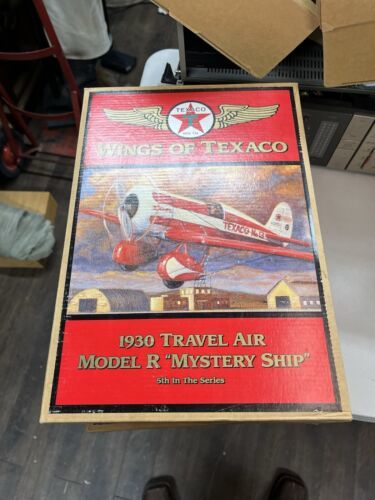 TEXACO
WINGS OF TEXACO
TEXACO No. 13
1930 TRAVEL AIR
MODEL R "MYSTERY SHIP"
5th In The Series